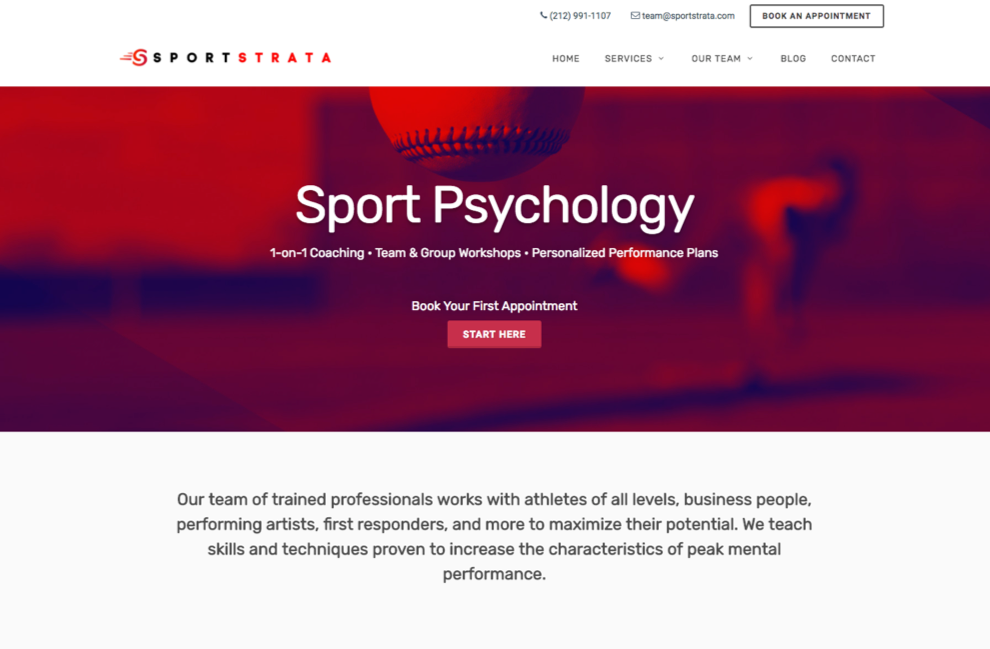 (212) 991-1107 team@sportstrata.com BOOK AN APPOINTMENT
SPORTSTRATA
HOME SERVICES OUR TEAM BLOG CONTACT
Sport Psychology
1-on-1 Coaching • Team & Group Workshops • Personalized Performance Plans
Book Your First Appointment
START HERE
Our team of trained professionals works with athletes of all levels, business people,
performing artists, first responders, and more to maximize their potential. We teach
skills and techniques proven to increase the characteristics of peak mental
performance.